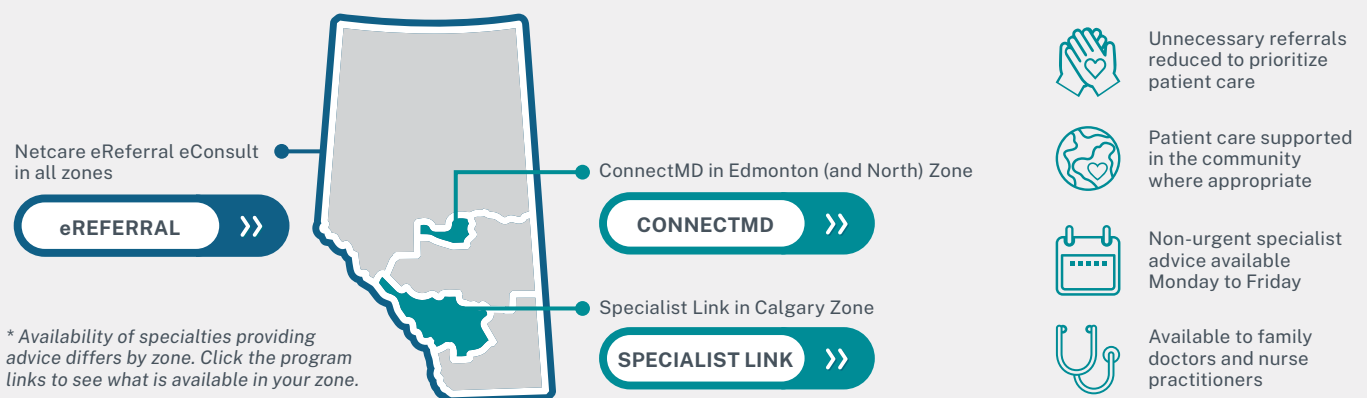 Netcare eReferral eConsult
in all zones
eREFERRAL
* Availability of specialties providing
advice differs by zone. Click the program
links to see what is available in your zone.
ConnectMD in Edmonton (and North) Zone
CONNECTMD
Specialist Link in Calgary Zone
SPECIALIST LINK
Unnecessary referrals
reduced to prioritize
patient care
Patient care supported
in the community
where appropriate
Non-urgent specialist
advice available
Monday to Friday
Available to family
doctors and nurse
practitioners